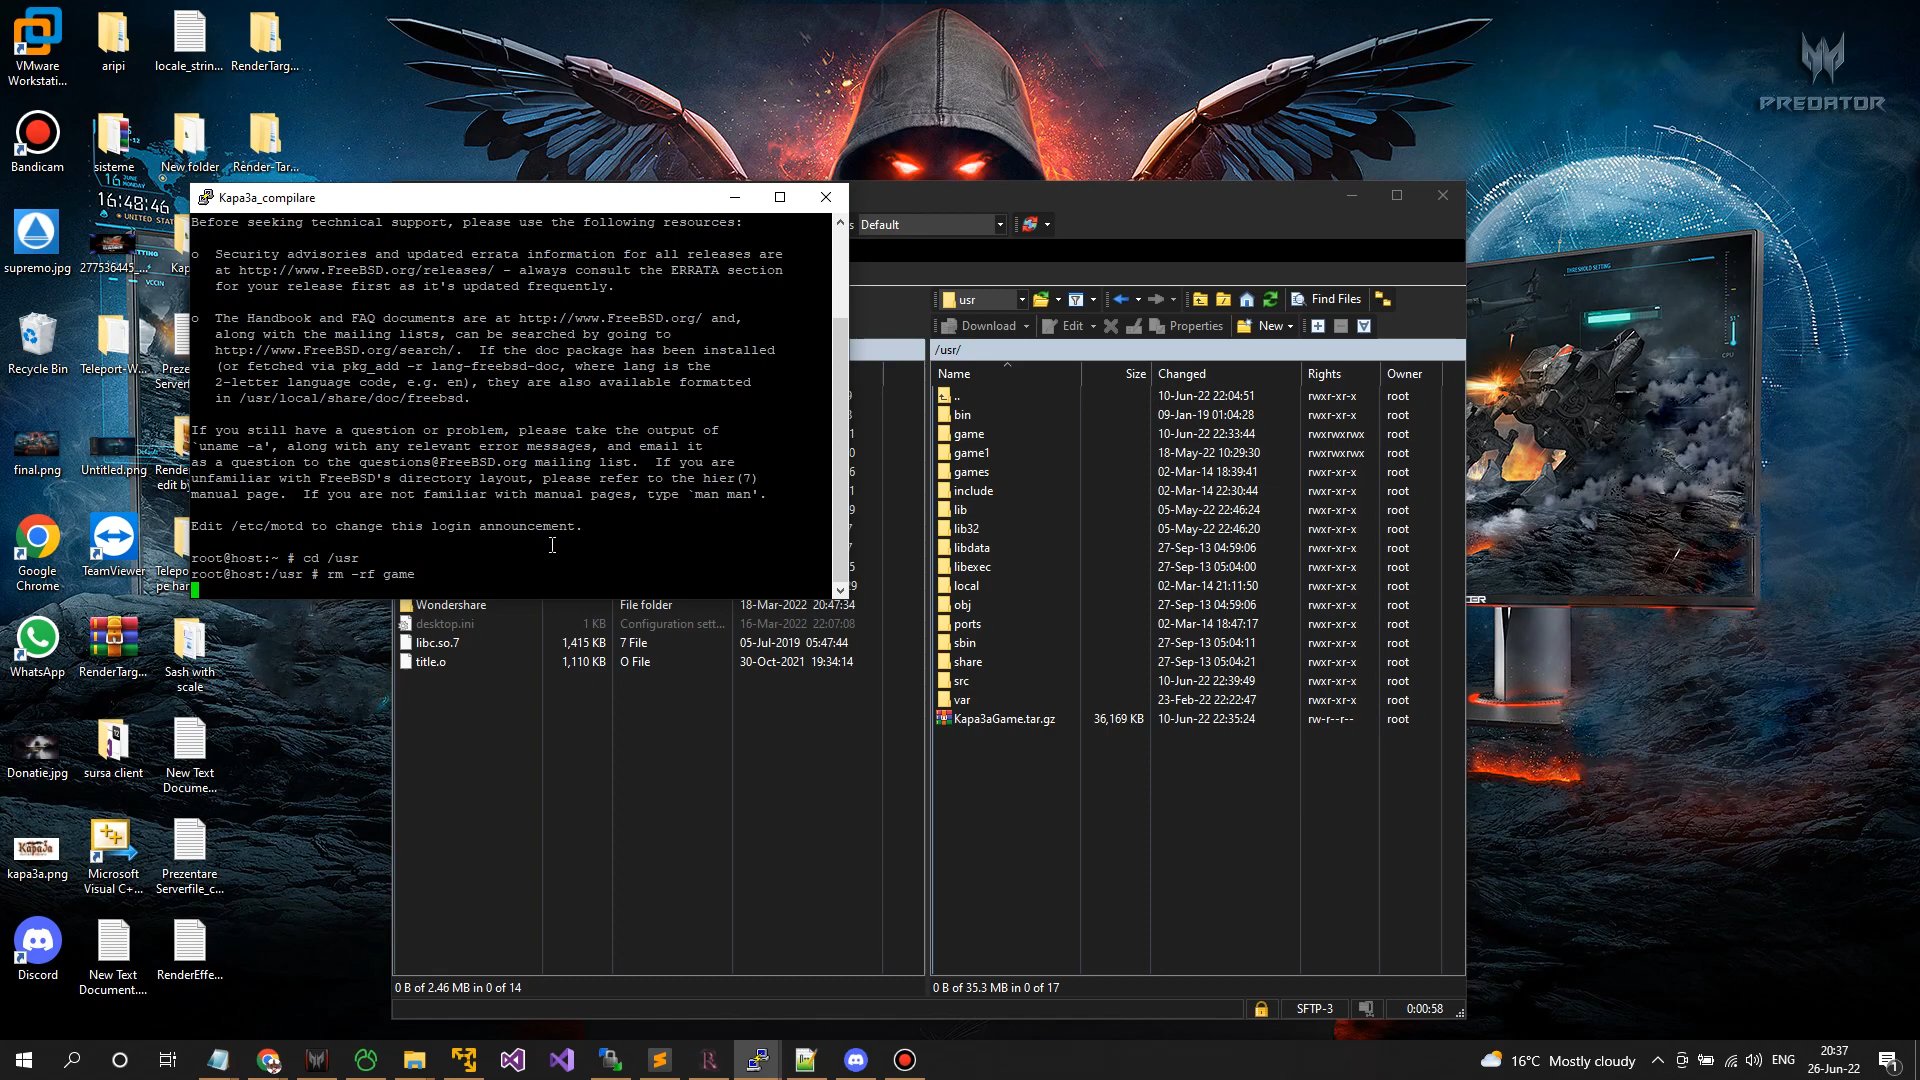 VMware
Workstati...
aripi
locale_strin...
RenderTarg...
Bandicam
sisteme
New folder
Render-Tar...
16 JUNE
MONDAY
16:48:46
supremo.jpg
277536445_...
Recycle Bin
Teleport-W...
final.png
Untitled.png
edit by
Google
Chrome
TeamViewer
WhatsApp
RenderTarg...
Sash with
scale
Donatie.jpg
sursa client
New Text
Docume...
kapa3a.png
Microsoft
Visual C+...
Prezentare
Serverfile_c...
Discord
New Text
Document....
RenderEffe...
PREDATOR
THRESHOLD SETTING
CPU
Kapa3a_compilare
Before seeking technical support, please use the following resources:
o Security advisories and updated errata information for all releases are
at http://www.FreeBSD.org/releases/ - always consult the ERRATA section
for your release first as it's updated frequently.
o The Handbook and FAQ documents are at http://www.FreeBSD.org/ and,
along with the mailing lists, can be searched by going to
http://www.FreeBSD.org/search/. If the doc package has been installed
(or fetched via pkg_add -r lang-freebsd-doc, where lang is the
2-letter language code, e.g. en), they are also available formatted
in /usr/local/share/doc/freebsd.
If you still have a question or problem, please take the output of
`uname -a', along with any relevant error messages, and email it
as a question to the questions@FreeBSD.org mailing list. If you are
unfamiliar with FreeBSD's directory layout, please refer to the hier(7)
manual page. If you are not familiar with manual pages, type `man man'.
Edit /etc/motd to change this login announcement.
root@host:~ # cd /usr
root@host:/usr # rm -rf game
Default
Wondershare File folder 18-Mar-2022 20:47:34
desktop.ini 1 KB Configuration sett... 16-Mar-2022 22:07:08
libc.so.7 1,415 KB 7 File 05-Jul-2019 05:47:44
title.o 1,110 KB O File 30-Oct-2021 19:34:14
0 B of 2.46 MB in 0 of 14
usr Find Files
Download Edit Properties New
/usr/
Name Size Changed Rights Owner
.. 10-Jun-22 22:04:51 rwxr-xr-x root
bin 09-Jan-19 01:04:28 rwxr-xr-x root
game 10-Jun-22 22:33:44 rwxrwxrwx root
game1 18-May-22 10:29:30 rwxrwxrwx root
games 02-Mar-14 18:39:41 rwxr-xr-x root
include 02-Mar-14 22:30:44 rwxr-xr-x root
lib 05-May-22 22:46:24 rwxr-xr-x root
lib32 05-May-22 22:46:20 rwxr-xr-x root
libdata 27-Sep-13 04:59:06 rwxr-xr-x root
libexec 27-Sep-13 05:04:00 rwxr-xr-x root
local 02-Mar-14 21:11:50 rwxr-xr-x root
obj 27-Sep-13 04:59:06 rwxr-xr-x root
ports 02-Mar-14 18:47:17 rwxr-xr-x root
sbin 27-Sep-13 05:04:11 rwxr-xr-x root
share 27-Sep-13 05:04:21 rwxr-xr-x root
src 10-Jun-22 22:39:49 rwxr-xr-x root
var 23-Feb-22 22:22:47 rwxr-xr-x root
Kapa3aGame.tar.gz 36,169 KB 10-Jun-22 22:35:24 rw-r--r-- root
0 B of 35.3 MB in 0 of 17
SFTP-3 0:00:58
16°C Mostly cloudy
ENG
20:37
26-Jun-22
1